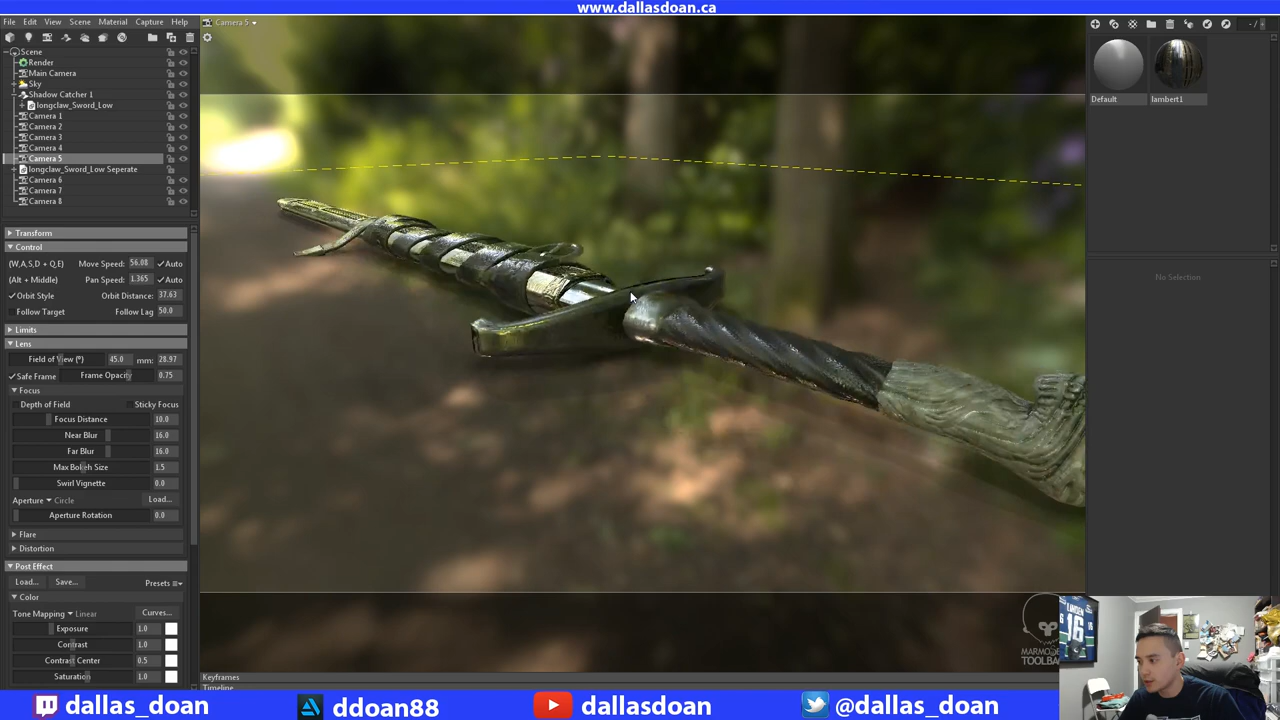 www.dallasdoan.ca
File Edit View Scene Material Capture Help
Camera 5
Scene
Render
Main Camera
Sky
Shadow Catcher 1
longclaw_Sword_Low
Camera 1
Camera 2
Camera 3
Camera 4
Camera 5
longclaw_Sword_Low Seperate
Camera 6
Camera 7
Camera 8
Transform
Control
(W,A,S,D + Q,E) Move Speed: 56.08 Auto
(Alt + Middle) Pan Speed: 1.365 Auto
Orbit Style Orbit Distance: 37.63
Follow Target Follow Lag 50.0
Limits
Lens
Field of View (°) 45.0 mm: 28.97
Safe Frame Frame Opacity 0.75
Focus
Depth of Field Sticky Focus
Focus Distance 10.0
Near Blur 16.0
Far Blur 16.0
Max Bokeh Size 1.5
Swirl Vignette 0.0
Aperture Circle Load...
Aperture Rotation 0.0
Flare
Distortion
Post Effect
Load... Save... Presets
Color
Tone Mapping Linear Curves...
Exposure 1.0
Contrast 1.0
Contrast Center 0.5
Saturation 1.0
Default lambert1
No Selection
Keyframes
Timeline
16
dallas_doan ddoan88 dallasdoan @dallas_doan